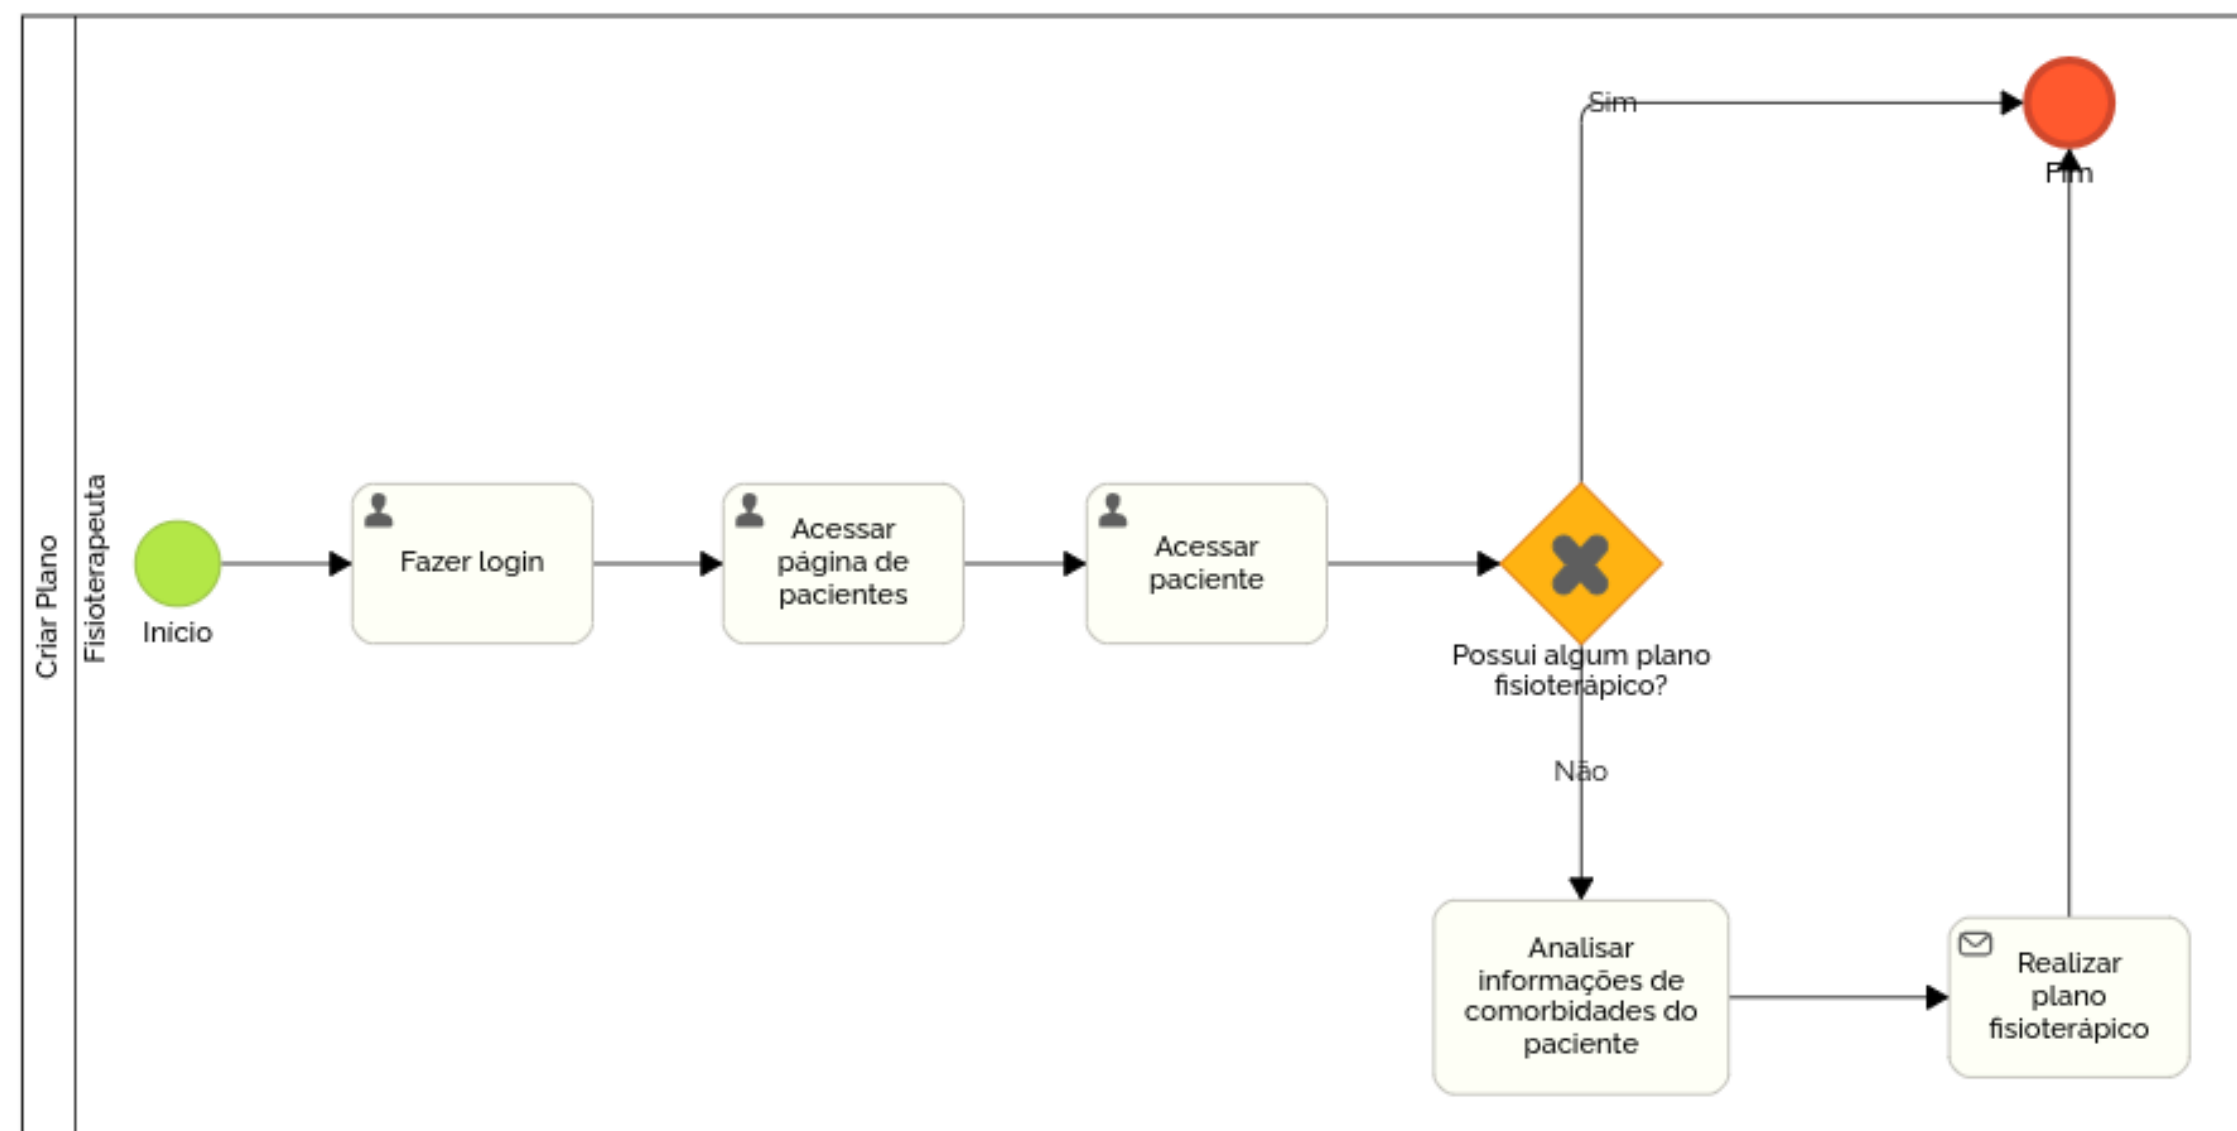 Criar Plano
Fisioterapeuta
Início
Fazer login
Acessar
página de
pacientes
Acessar
paciente
Possui algum plano
fisioterápico?
Sim
Fim
Não
Analisar
informações de
comorbidades do
paciente
Realizar
plano
fisioterápico